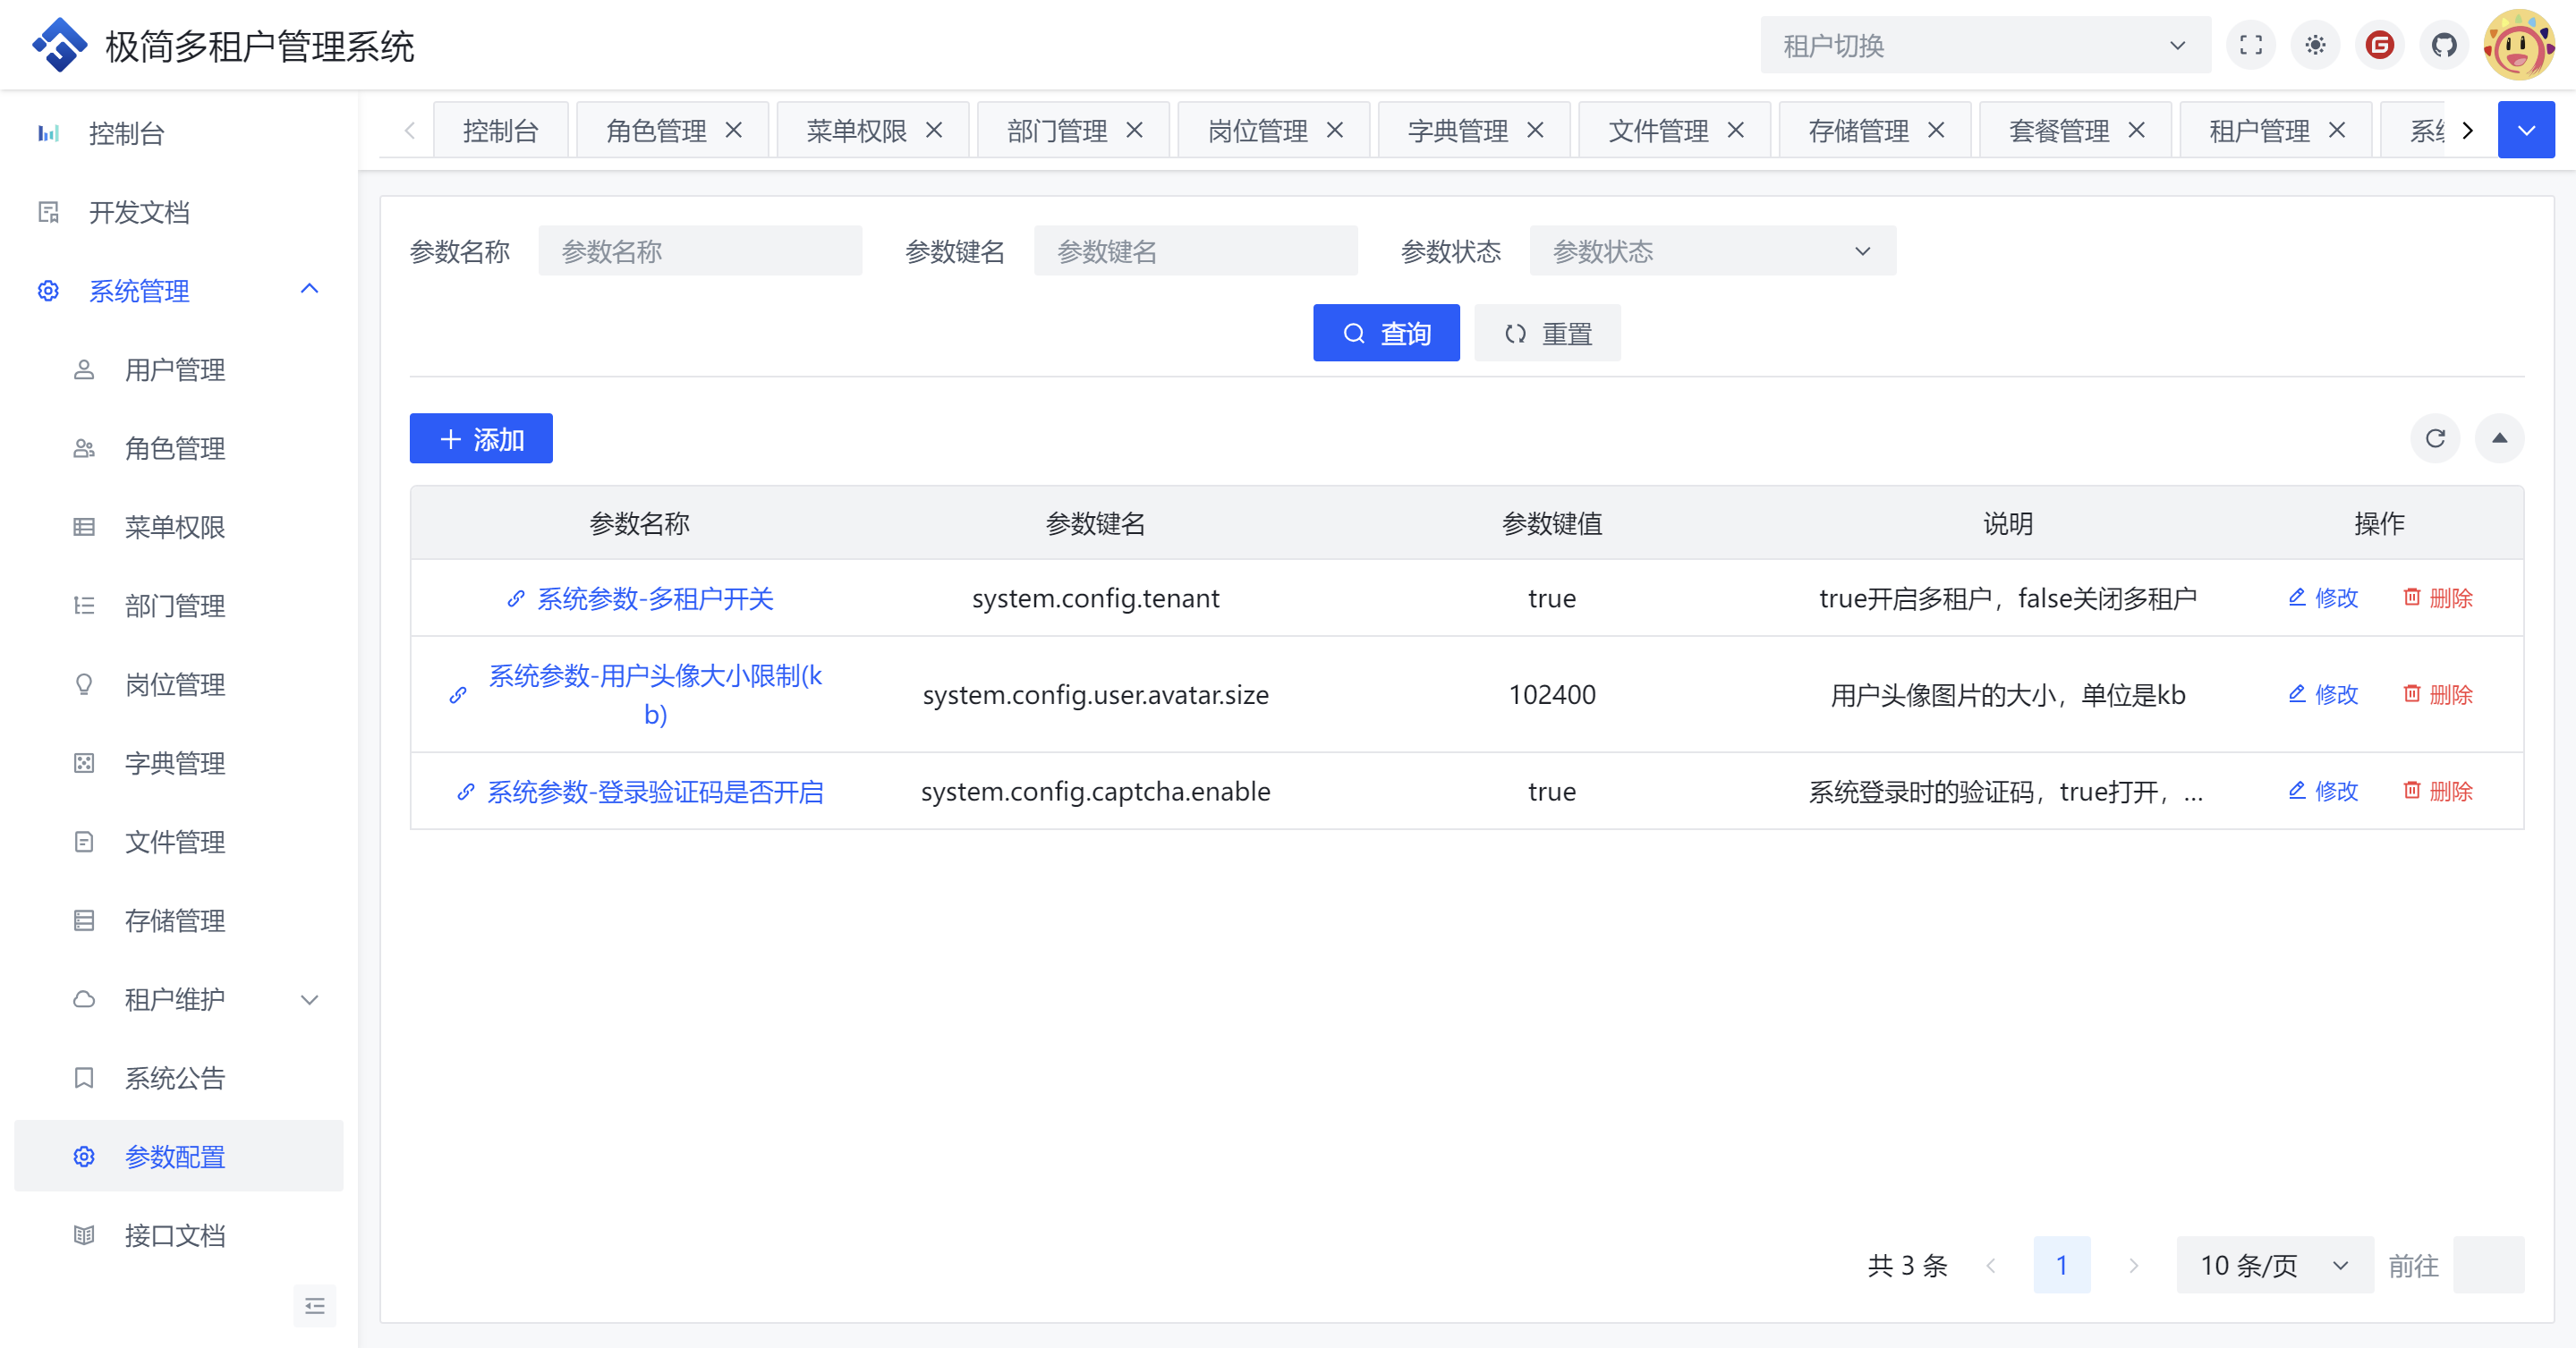 极简多租户管理系统
租户切换
控制台
开发文档
系统管理
用户管理
角色管理
菜单权限
部门管理
岗位管理
字典管理
文件管理
存储管理
租户维护
系统公告
参数配置
接口文档
控制台 角色管理 菜单权限 部门管理 岗位管理 字典管理 文件管理 存储管理 套餐管理 租户管理 系
参数名称 参数名称 参数键名 参数键名 参数状态 参数状态
查询 重置
添加
参数名称 参数键名 参数键值 说明 操作
系统参数-多租户开关 system.config.tenant true true开启多租户，false关闭多租户 修改 删除
系统参数-用户头像大小限制(k
b) system.config.user.avatar.size 102400 用户头像图片的大小，单位是kb 修改 删除
系统参数-登录验证码是否开启 system.config.captcha.enable true 系统登录时的验证码，true打开，... 修改 删除
共 3 条 1 10 条/页 前往